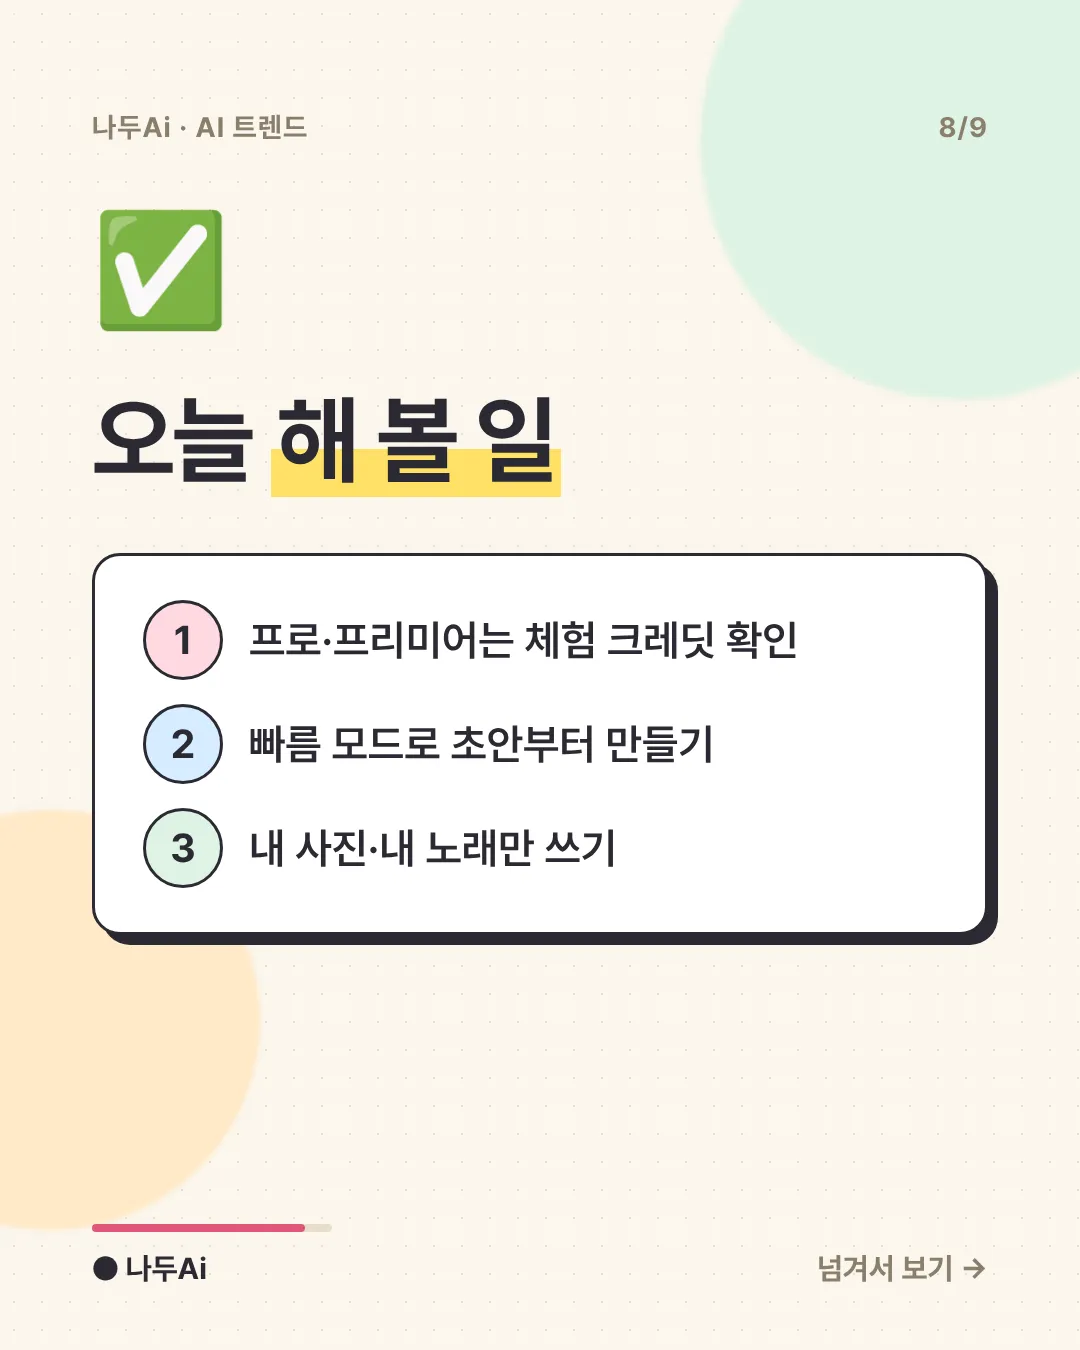 나두Ai · AI 트렌드
8/9
✅
오늘 해 볼 일
1 프로·프리미어는 체험 크레딧 확인
2 빠름 모드로 초안부터 만들기
3 내 사진·내 노래만 쓰기
● 나두Ai
넘겨서 보기 →